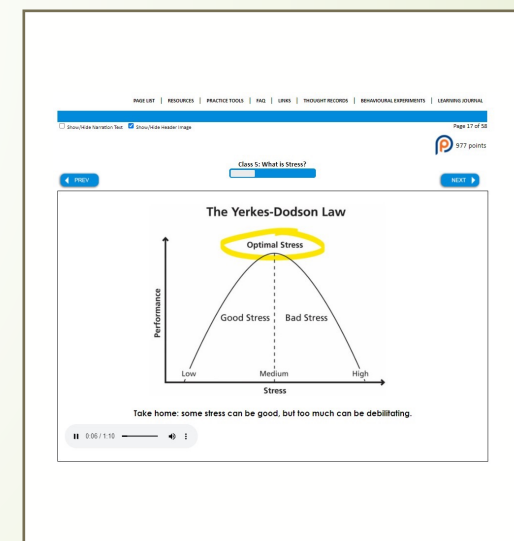 PAGE LIST | RESOURCES | PRACTICE TOOLS | FAQ | LINKS | THOUGHT RECORDS | BEHAVIOURAL EXPERIMENTS | LEARNING JOURNAL
Show/Hide Narration Text Show/Hide Header Image Page 17 of 58
977 points
Class 5: What is Stress?
PREV NEXT
The Yerkes-Dodson Law
Optimal Stress
Performance
Good Stress Bad Stress
Low Medium High
Stress
Take home: some stress can be good, but too much can be debilitating.
0:06 / 1:10